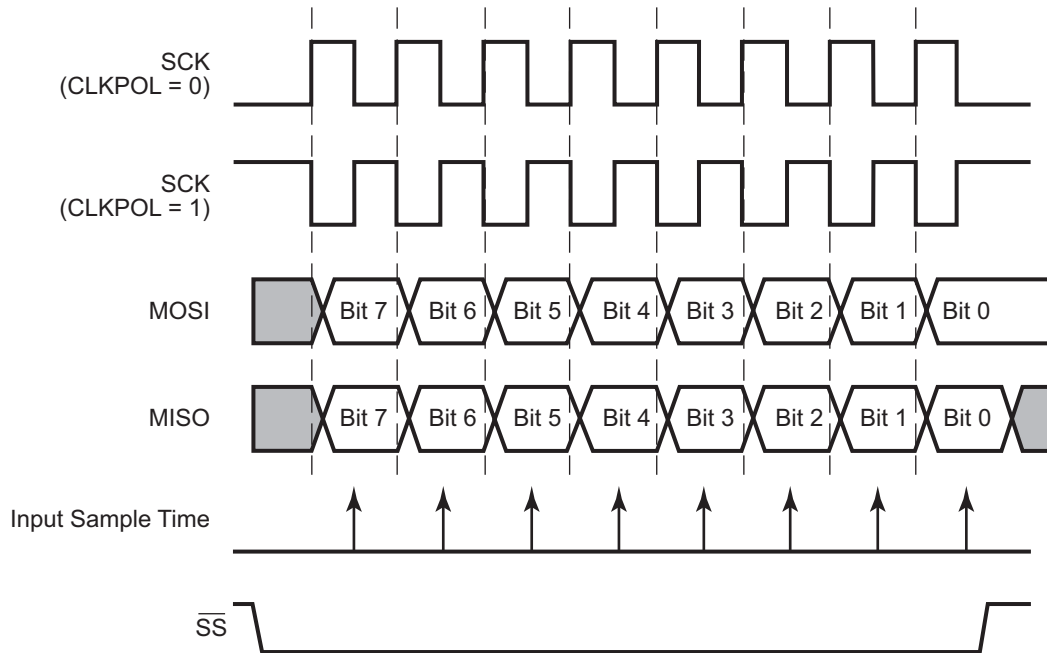 SCK
(CLKPOL = 0)
SCK
(CLKPOL = 1)
MOSI
Bit 7 Bit 6 Bit 5 Bit 4 Bit 3 Bit 2 Bit 1 Bit 0
MISO
Bit 7 Bit 6 Bit 5 Bit 4 Bit 3 Bit 2 Bit 1 Bit 0
Input Sample Time
S̅S̅